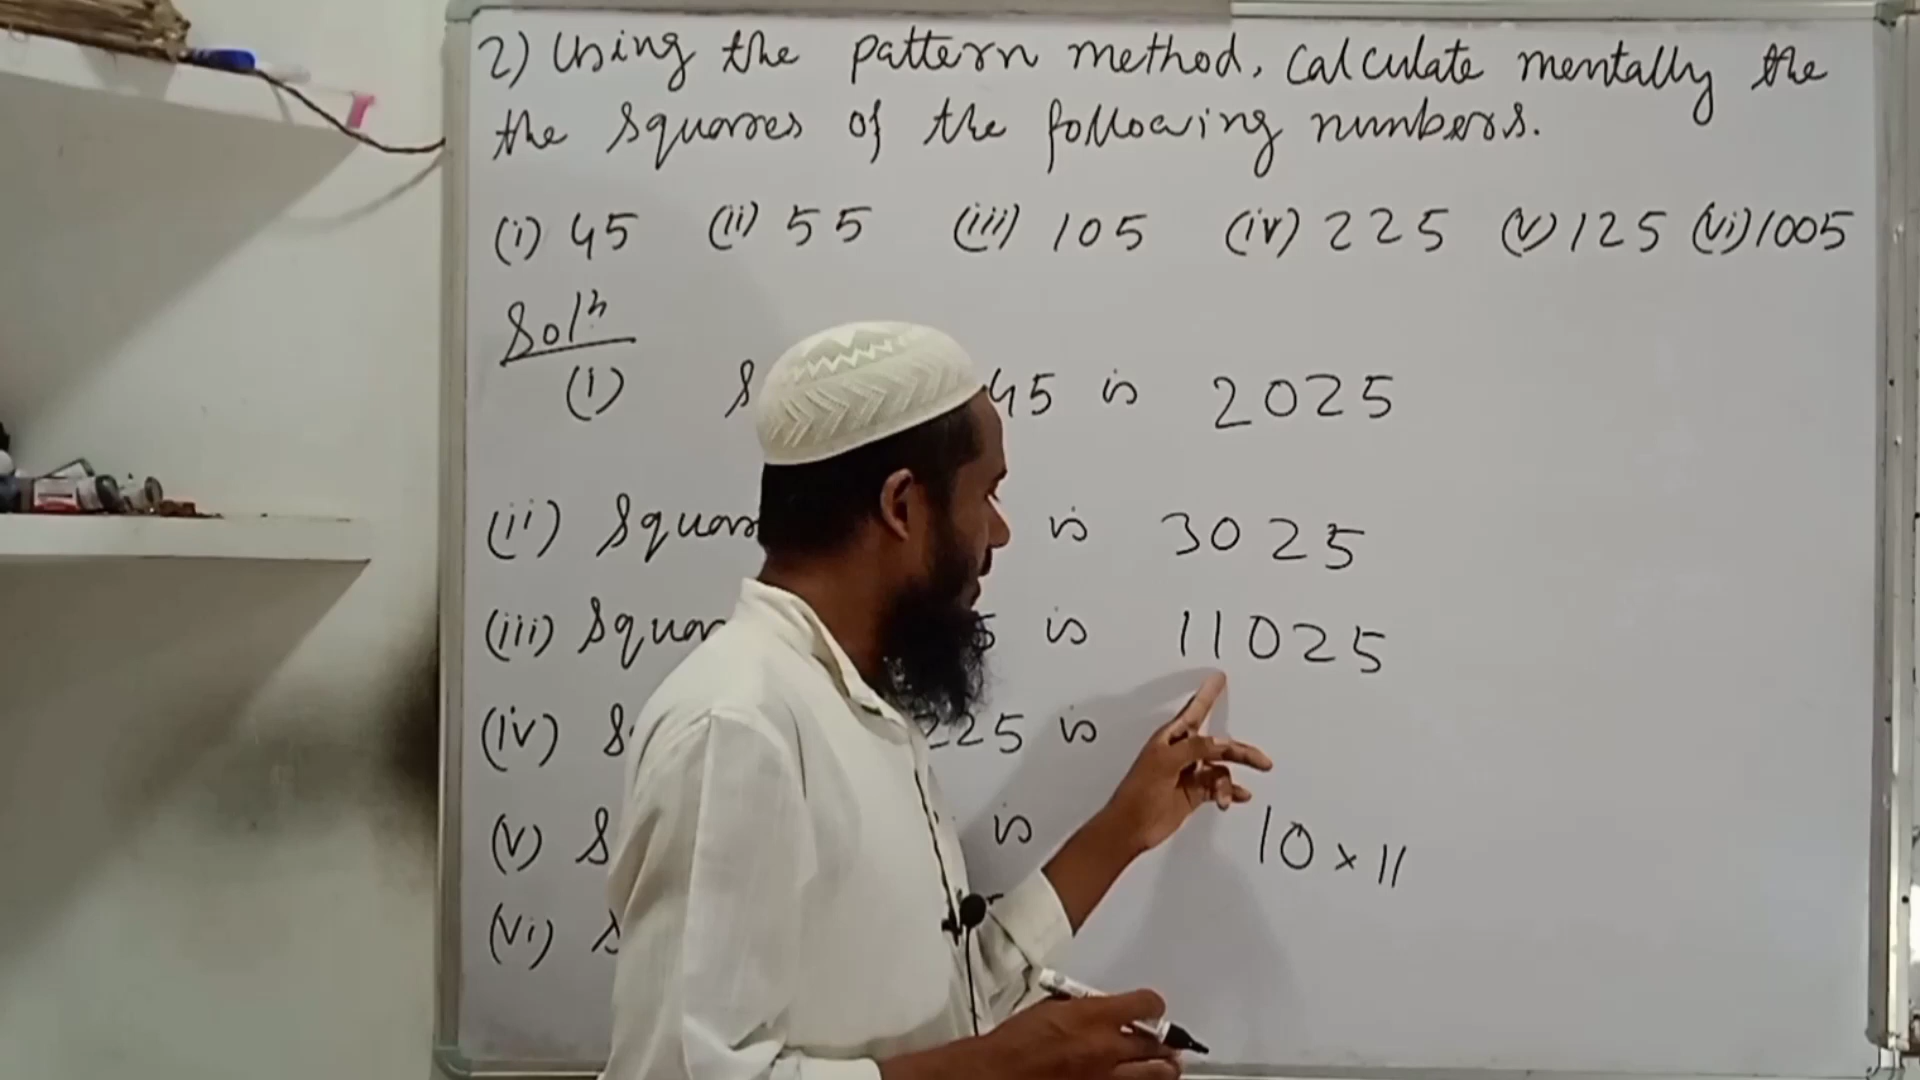 2) Using the pattern method, calculate mentally the
the squares of the following numbers.
(i) 45 (ii) 55 (iii) 105 (iv) 225 (v) 125 (vi) 1005
Solⁿ
(i) 45 is 2025
(ii) is 3025
(iii) is 11025
(iv) 225 is
(v) is
10 × 11
(vi)